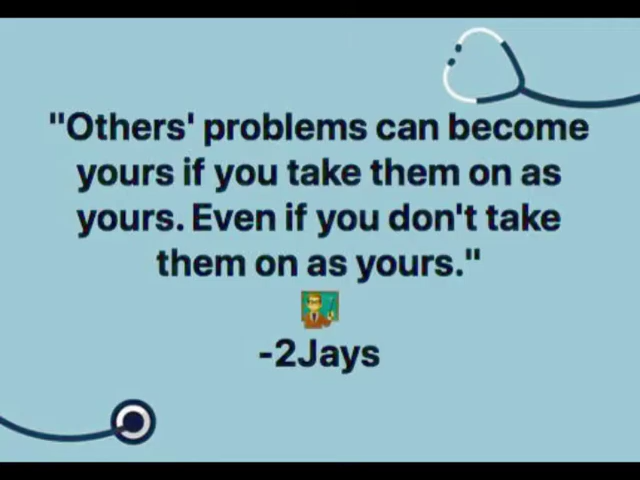 "Others' problems can become
yours if you take them on as
yours. Even if you don't take
them on as yours."
-2Jays